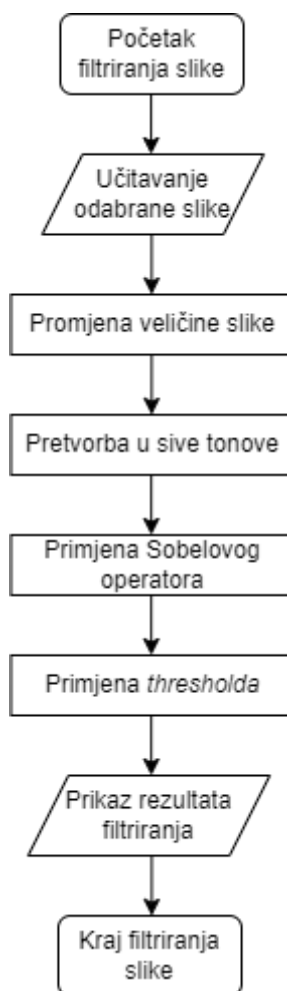 Početak
filtriranja slike
Učitavanje
odabrane slike
Promjena veličine slike
Pretvorba u sive tonove
Primjena Sobelovog
operatora
Primjena thresholda
Prikaz rezultata
filtriranja
Kraj filtriranja
slike